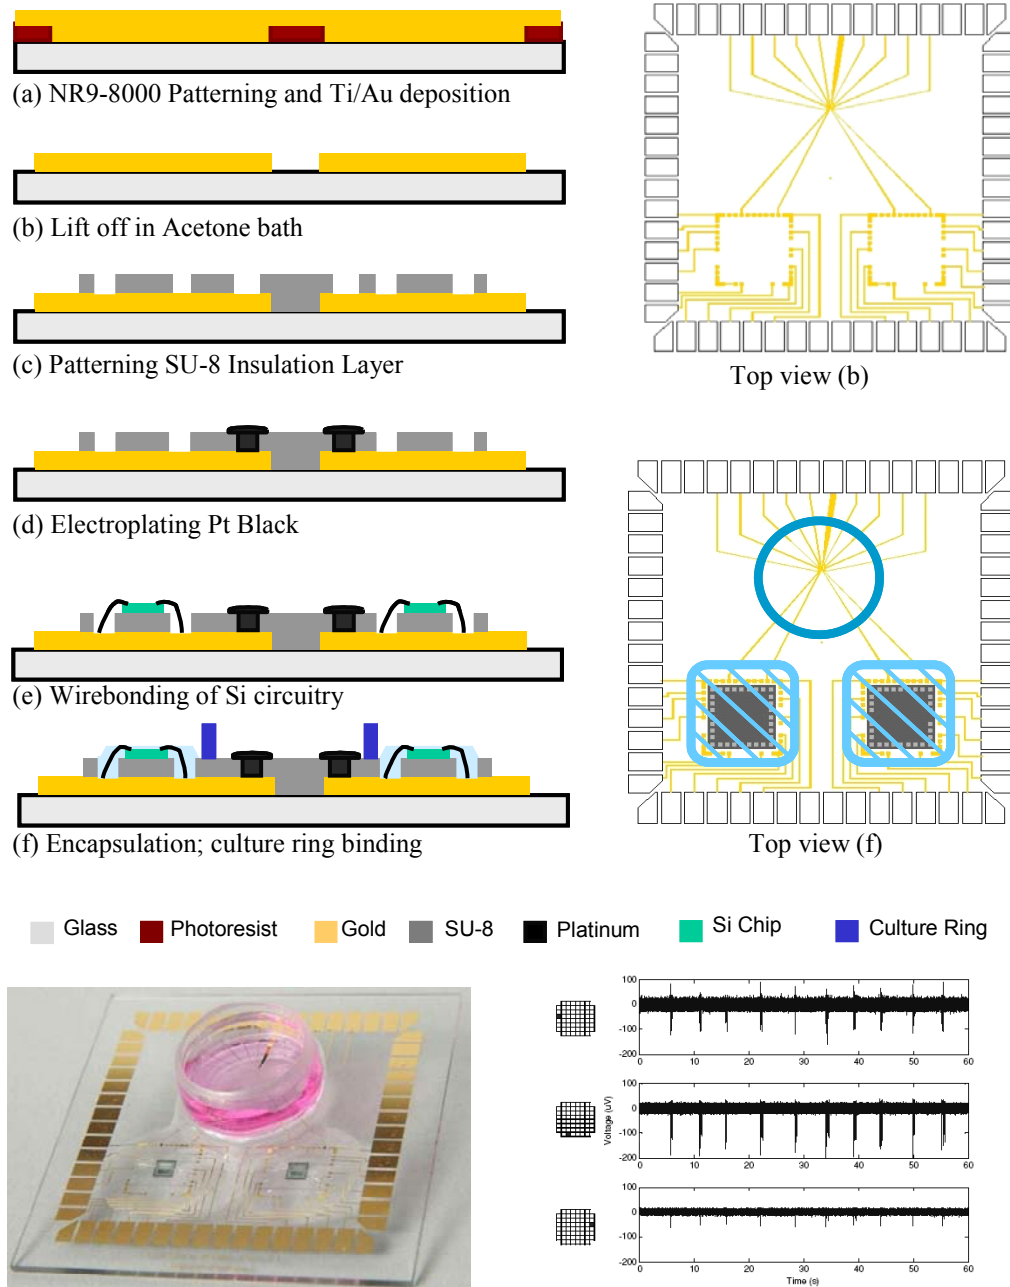 (a) NR9-8000 Patterning and Ti/Au deposition
(b) Lift off in Acetone bath
(c) Patterning SU-8 Insulation Layer
Top view (b)
(d) Electroplating Pt Black
(e) Wirebonding of Si circuitry
(f) Encapsulation; culture ring binding
Top view (f)
Glass
Photoresist
Gold
SU-8
Platinum
Si Chip
Culture Ring
100
0
-100
-200
0 10 20 30 40 50 60
100
0
-100
-200
Voltage (uV)
0 10 20 30 40 50 60
100
0
-100
-200
0 10 20 30 40 50 60
Time (s)